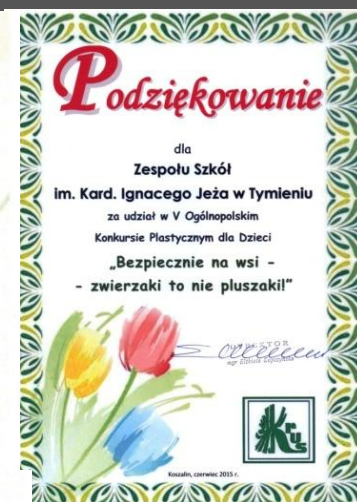 Podziękowanie
dla
Zespołu Szkół
im. Kard. Ignacego Jeża w Tymieniu
za udział w V Ogólnopolskim
Konkursie Plastycznym dla Dzieci
„Bezpiecznie na wsi -
- zwierzaki to nie pluszaki!”
Koszalin, czerwiec 2015 r.
KRUS